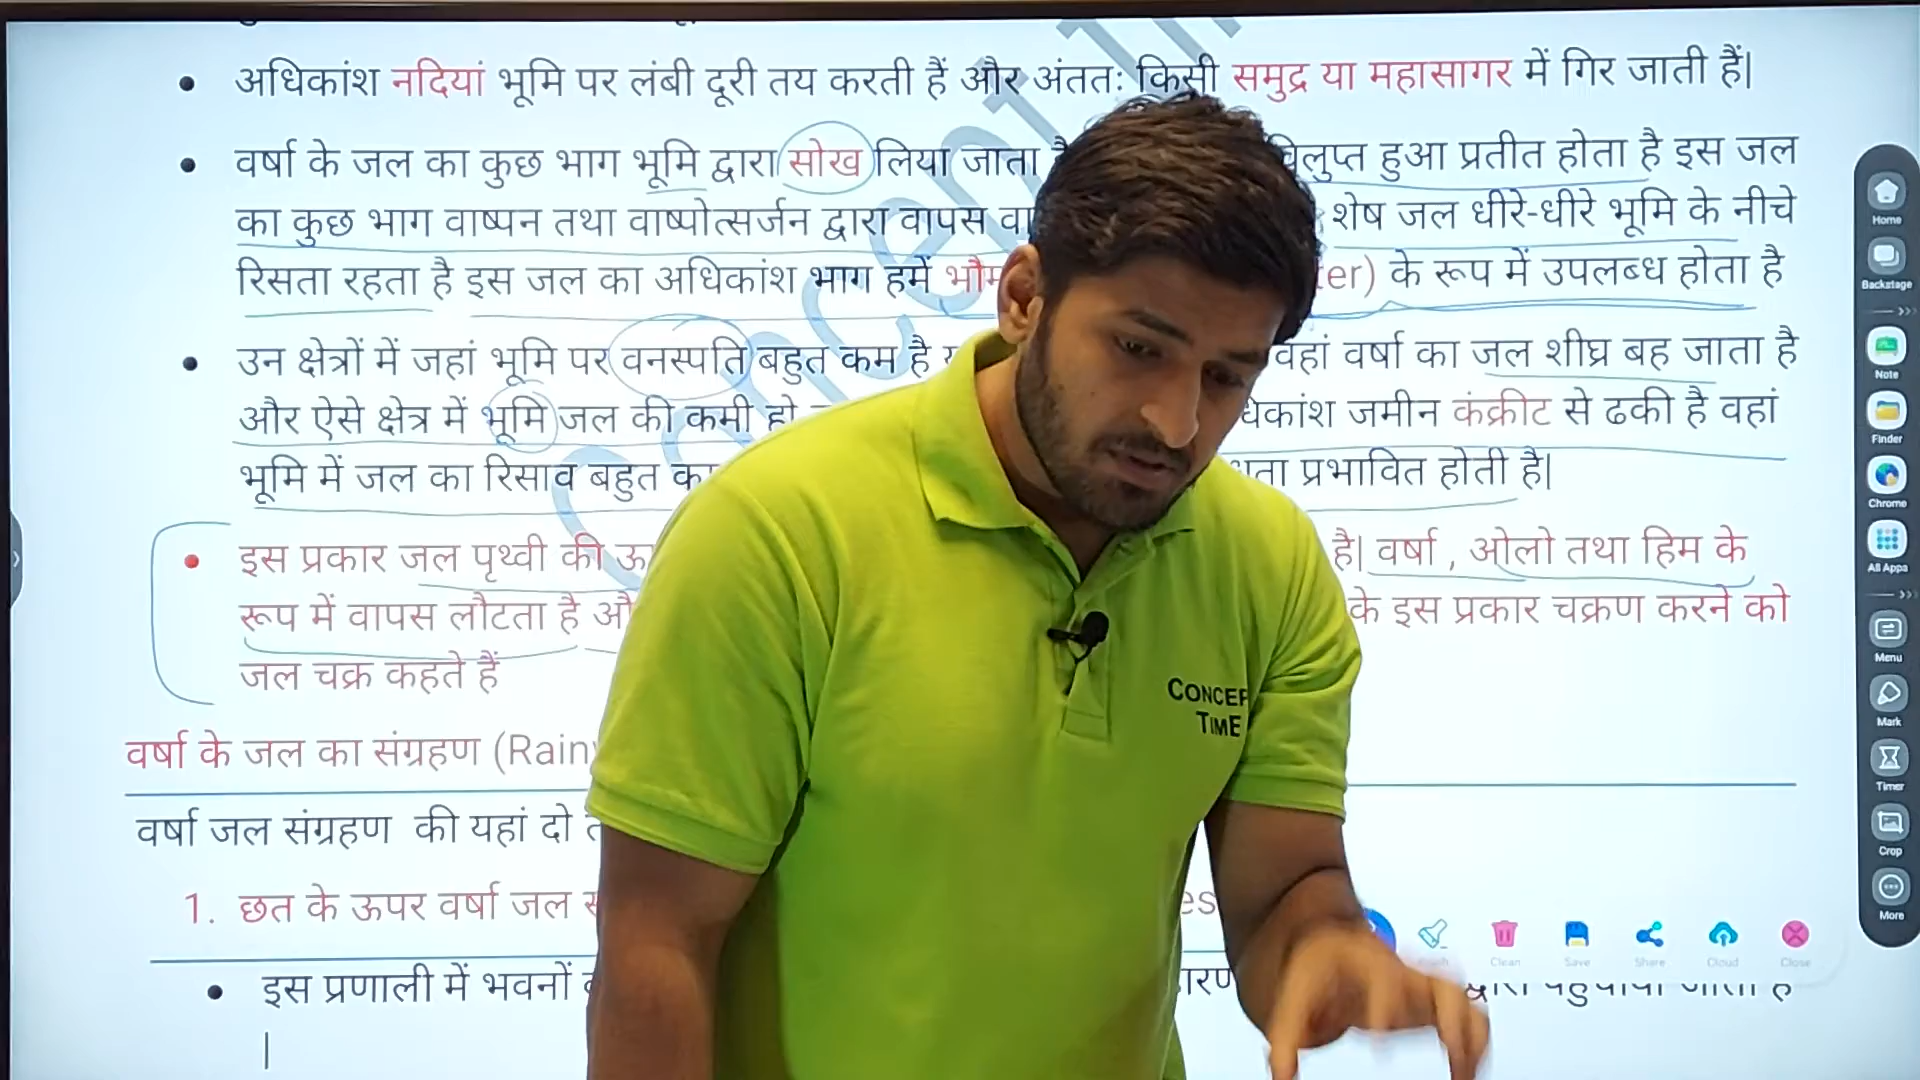 अधिकांश नदियां भूमि पर लंबी दूरी तय करती हैं और अंततः किसी समुद्र या महासागर में गिर जाती हैं|
वर्षा के जल का कुछ भाग भूमि द्वारा सोख लिया जाता विलुप्त हुआ प्रतीत होता है इस जल
का कुछ भाग वाष्पन तथा वाष्पोत्सर्जन द्वारा वापस शेष जल धीरे-धीरे भूमि के नीचे
रिसता रहता है इस जल का अधिकांश भाग हमें के रूप में उपलब्ध होता है
उन क्षेत्रों में जहां भूमि पर वनस्पति बहुत कम है वहां वर्षा का जल शीघ्र बह जाता है
और ऐसे क्षेत्र में भूमि जल की कमी हो जमीन कंक्रीट से ढकी है वहां
भूमि में जल का रिसाव बहुत प्रभावित होती है|
इस प्रकार जल पृथ्वी की है| वर्षा , ओलो तथा हिम के
रूप में वापस लौटता है के इस प्रकार चक्रण करने को
जल चक्र कहते हैं
वर्षा के जल का संग्रहण (Rain
वर्षा जल संग्रहण की यहां दो
1. छत के ऊपर वर्षा जल
इस प्रणाली में भवनों
|
CONCEP
TIME
Home
Backstage
Note
Finder
Chrome
All Apps
Menu
Mark
Timer
Crop
More
Clean
Save
Share
Cloud
Close